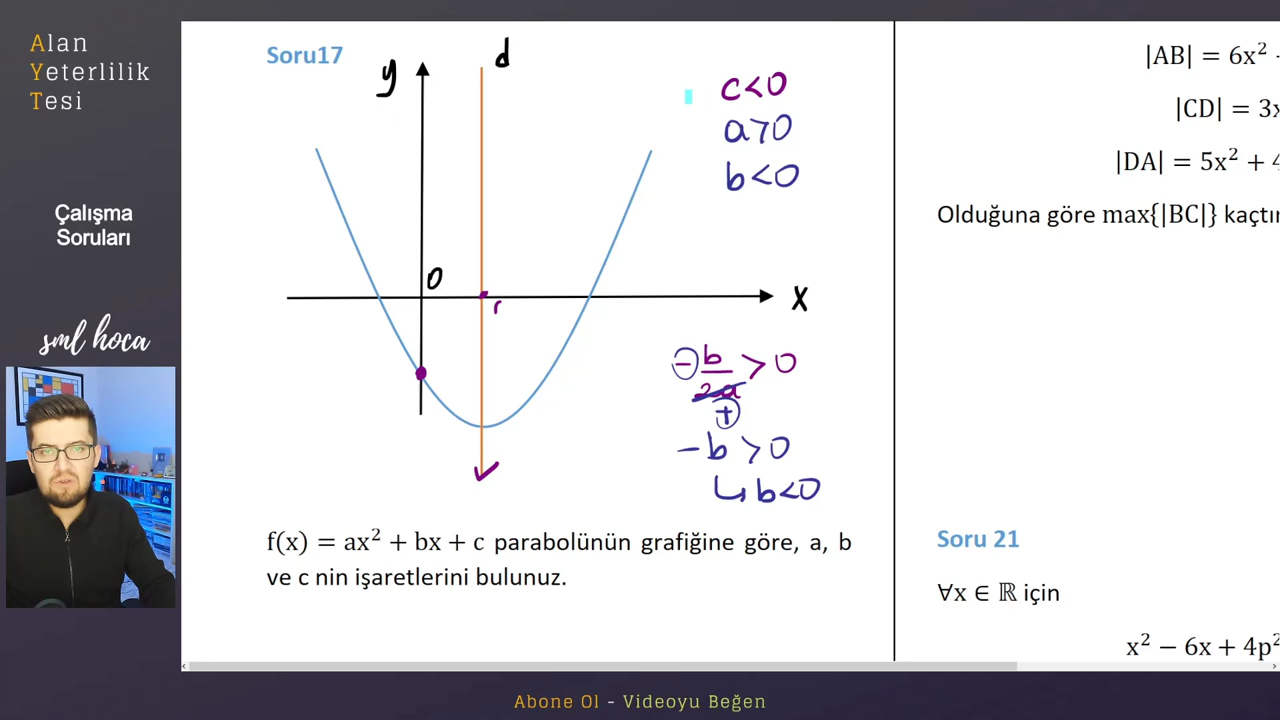 Alan
Yeterlilik
Tesi
Çalışma
Soruları
sml hoca
Soru17
y
d
0
r
x
c<0
a>0
b<0
-b/2a > 0
+
-b > 0
↳ b<0
f(x) = ax² + bx + c parabolünün grafiğine göre, a, b
ve c nin işaretlerini bulunuz.
|AB| = 6x²
|CD| = 3x
|DA| = 5x² + 4
Olduğuna göre max{|BC|} kaçtır
Soru 21
∀x ∈ ℝ için
x² − 6x + 4p²
Abone Ol - Videoyu Beğen